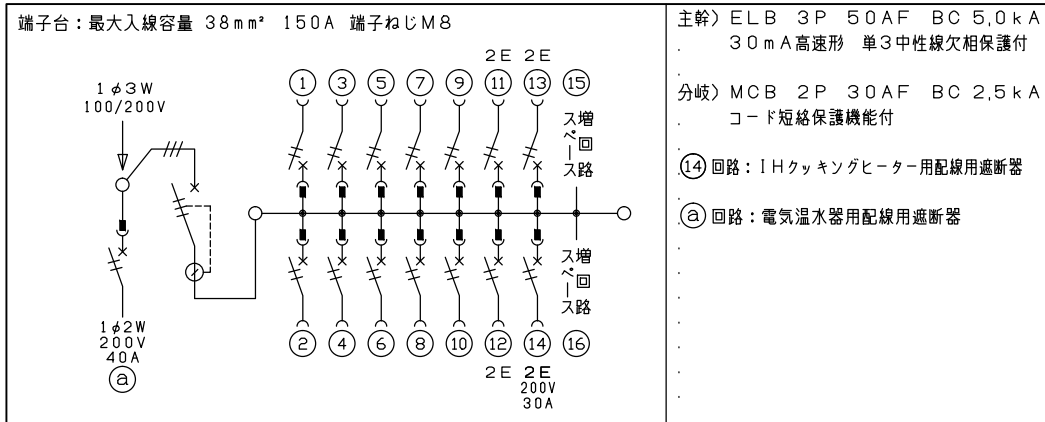 端子台：最大入線容量 38mm² 150A 端子ねじM8
1φ3W
100/200V
2E 2E
① ③ ⑤ ⑦ ⑨ ⑪ ⑬ ⑮
増回路
スペース
増回路
スペース
② ④ ⑥ ⑧ ⑩ ⑫ ⑭ ⑯
2E 2E
200V
30A
1φ2W
200V
40A
ⓐ
主幹）ELB 3P 50AF BC 5,0kA
30mA高速形 単3中性線欠相保護付
分岐）MCB 2P 30AF BC 2,5kA
コード短絡保護機能付
⑭回路：IHクッキングヒーター用配線用遮断器
ⓐ回路：電気温水器用配線用遮断器